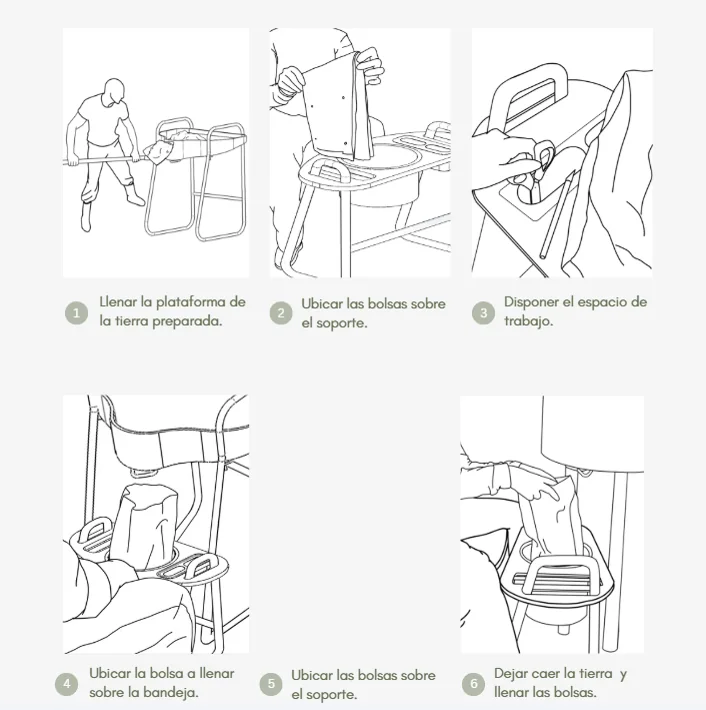 1
Llenar la plataforma de
la tierra preparada.
2
Ubicar las bolsas sobre
el soporte.
3
Disponer el espacio de
trabajo.
4
Ubicar la bolsa a llenar
sobre la bandeja.
5
Ubicar las bolsas sobre
el soporte.
6
Dejar caer la tierra y
llenar las bolsas.